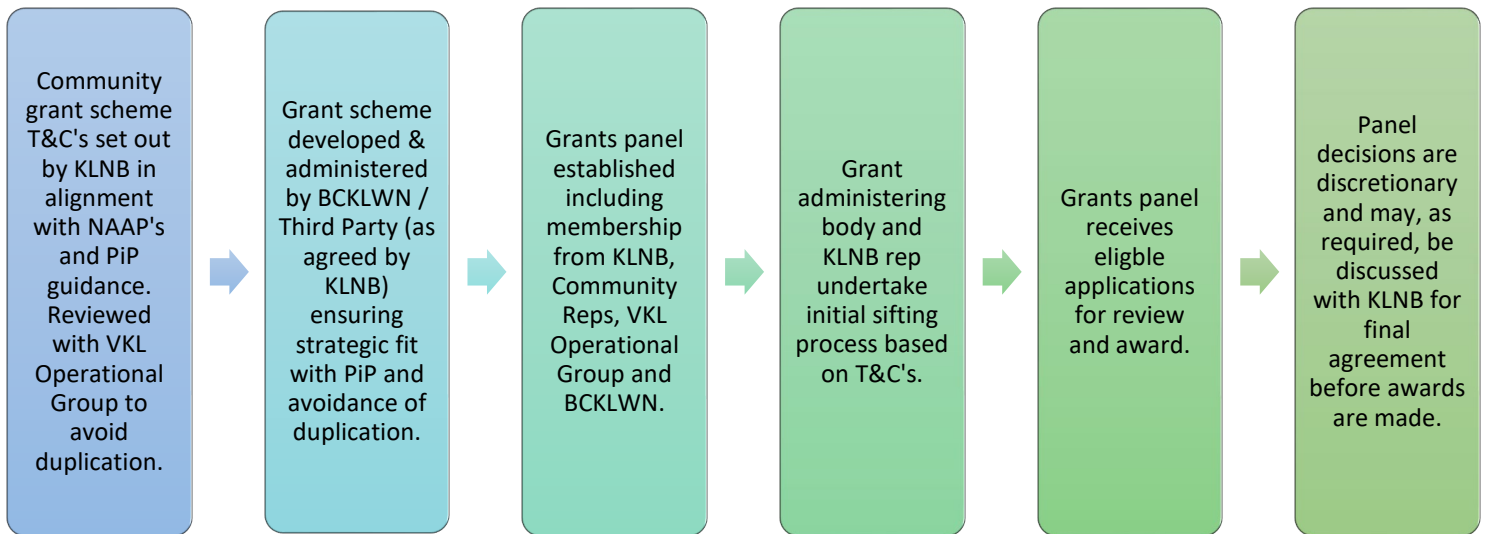 Community
grant scheme
T&C's set out
by KLNB in
alignment
with NAAP's
and PiP
guidance.
Reviewed
with VKL
Operational
Group to
avoid
duplication.
Grant scheme
developed &
administered
by BCKLWN /
Third Party (as
agreed by
KLNB)
ensuring
strategic fit
with PiP and
avoidance of
duplication.
Grants panel
established
including
membership
from KLNB,
Community
Reps, VKL
Operational
Group and
BCKLWN.
Grant
administering
body and
KLNB rep
undertake
initial sifting
process based
on T&C's.
Grants panel
receives
eligble
applications
for review
and award.
Panel
decisions are
discretionary
and may, as
required, be
discussed
with KLNB for
final
agreement
before awards
are made.